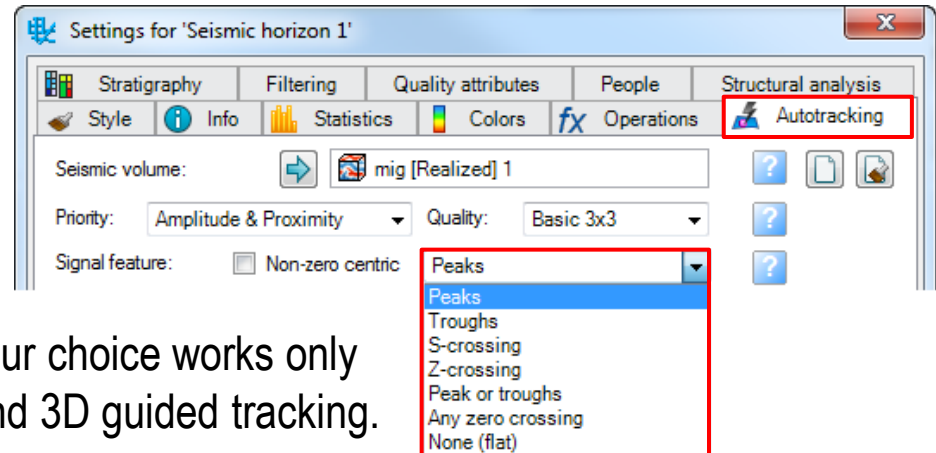 Settings for 'Seismic horizon 1'
x
Stratigraphy Filtering Quality attributes People Structural analysis
Style Info Statistics Colors fx Operations Autotracking
Seismic volume: mig [Realized] 1 ?
Priority: Amplitude & Proximity Quality: Basic 3x3 ?
Signal feature: Non-zero centric Peaks ?
Peaks
Troughs
S-crossing
Z-crossing
Peak or troughs
Any zero crossing
None (flat)
ur choice works only
nd 3D guided tracking.